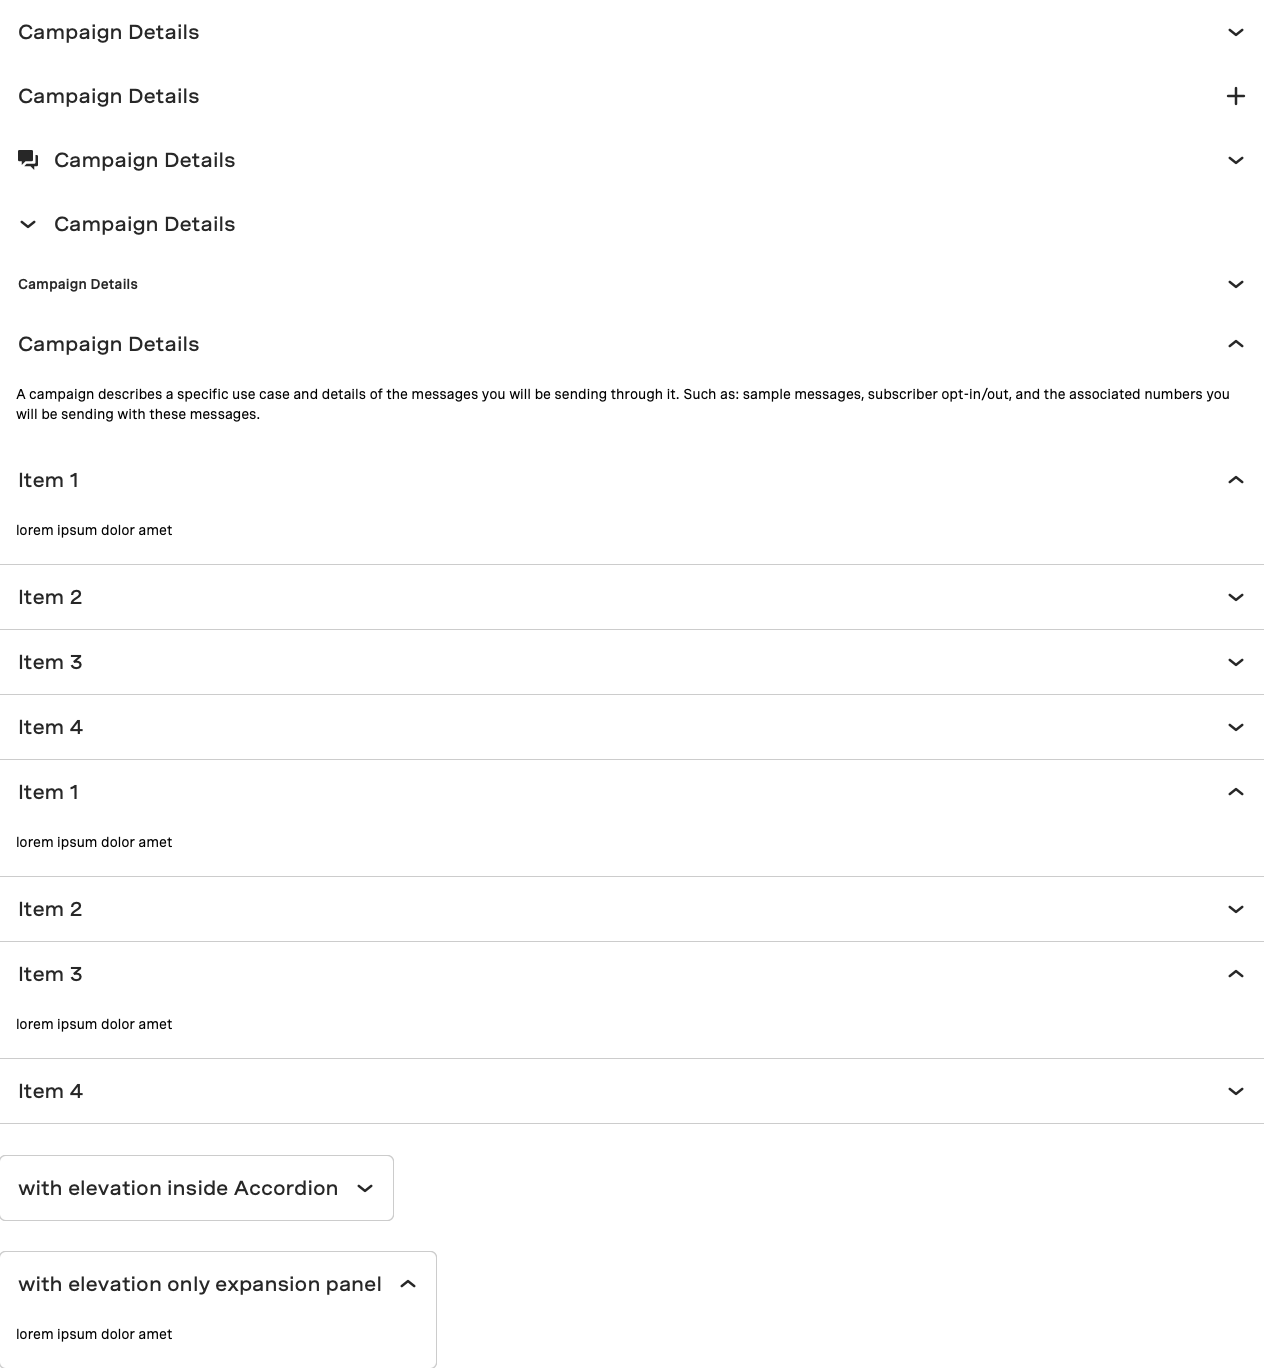 Campaign Details
Campaign Details
Campaign Details
Campaign Details
Campaign Details
Campaign Details
A campaign describes a specific use case and details of the messages you will be sending through it. Such as: sample messages, subscriber opt-in/out, and the associated numbers you
will be sending with these messages.
Item 1
lorem ipsum dolor amet
Item 2
Item 3
Item 4
Item 1
lorem ipsum dolor amet
Item 2
Item 3
lorem ipsum dolor amet
Item 4
with elevation inside Accordion
with elevation only expansion panel
lorem ipsum dolor amet